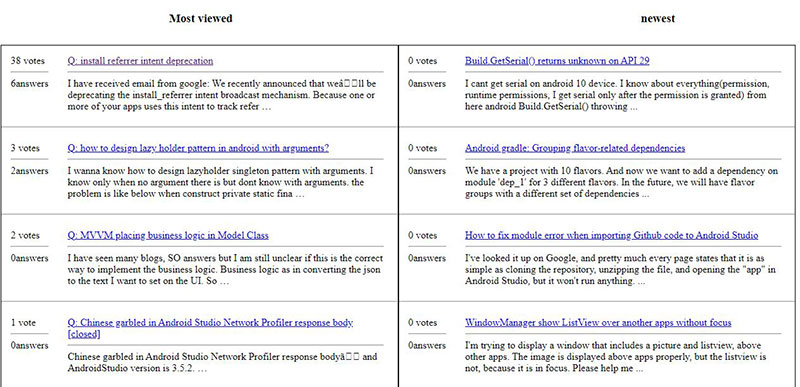 Most viewed
newest
38 votes
Q: install referrer intent deprecation
6answers
I have received email from google: We recently announced that weâll be
deprecating the install_referrer intent broadcast mechanism. Because one or
more of your apps uses this intent to track refer …
3 votes
Q: how to design lazy holder pattern in android with arguments?
2answers
I wanna know how to design lazyholder singleton pattern with arguments. I
know only when no argument there is but dont know with arguments. the
problem is like below when construct private static fina …
2 votes
Q: MVVM placing business logic in Model Class
0answers
I have seen many blogs, SO answers but I am still unclear if this is the correct
way to implement the business logic. Business logic as in converting the json
to the text I want to set on the UI. So …
1 vote
Q: Chinese garbled in Android Studio Network Profiler response body
[closed]
0answers
Chinese garbled in Android Studio Network Profiler response bodyã and
AndroidStudio version is 3.5.2. …
0 votes
Build.GetSerial() returns unknown on API 29
0answers
I cant get serial on android 10 device. I know about everything(permission,
runtime permissions, I get serial only after the permission is granted) from
here android Build.GetSerial() throwing ...
0 votes
Android gradle: Grouping flavor-related dependencies
0answers
We have a project with 10 flavors. And now we want to add a dependency on
module 'dep_1' for 3 different flavors. In the future, we will have flavor
groups with a different set of dependencies ...
0 votes
How to fix module error when importing Github code to Android Studio
0answers
I've looked it up on Google, and pretty much every page states that it is as
simple as cloning the repository, unzipping the file, and opening the "app" in
Android Studio, but it won't run anything. ...
0 votes
WindowManager show ListView over another apps without focus
0answers
I'm trying to display a window that includes a picture and listview, above
other apps. The image is displayed above apps properly, but the listview is
not, because it is in focus. Please help me ...